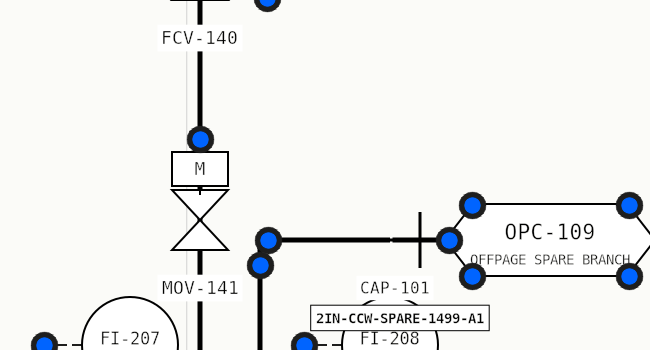 FCV-140
M
OPC-109
OFFPAGE SPARE BRANCH
MOV-141
CAP-101
2IN-CCW-SPARE-1499-A1
FI-207
FI-208